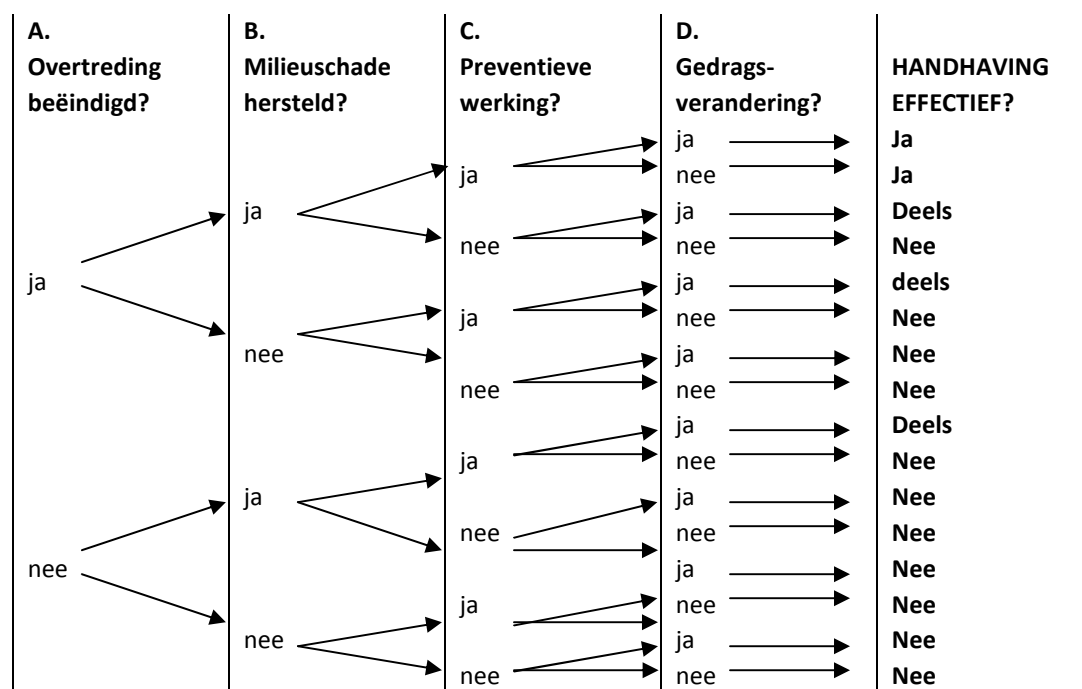 A.
Overtreding
beëindigd?
B.
Milieuschade
hersteld?
C.
Preventieve
werking?
D.
Gedrags-
verandering?
HANDHAVING
EFFECTIEF?
ja
nee
ja
nee
ja
nee
ja
nee
ja
nee
ja
nee
ja
nee
ja
nee
ja
nee
ja
nee
ja
nee
ja
nee
ja
nee
ja
nee
ja
nee
Ja
Ja
Deels
Nee
deels
Nee
Nee
Nee
Deels
Nee
Nee
Nee
Nee
Nee
Nee
Nee